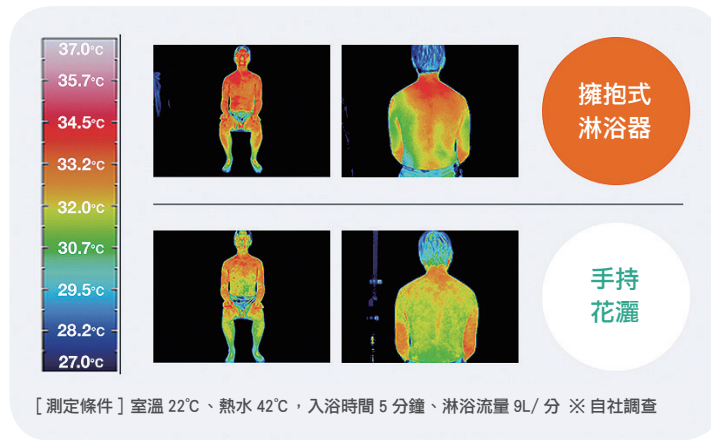 37.0℃
35.7℃
34.5℃
33.2℃
32.0℃
30.7℃
29.5℃
28.2℃
27.0℃
擁抱式
淋浴器
手持
花灑
[ 測定條件 ] 室溫 22℃、熱水 42℃，入浴時間 5 分鐘、淋浴流量 9L/ 分 ※ 自社調查